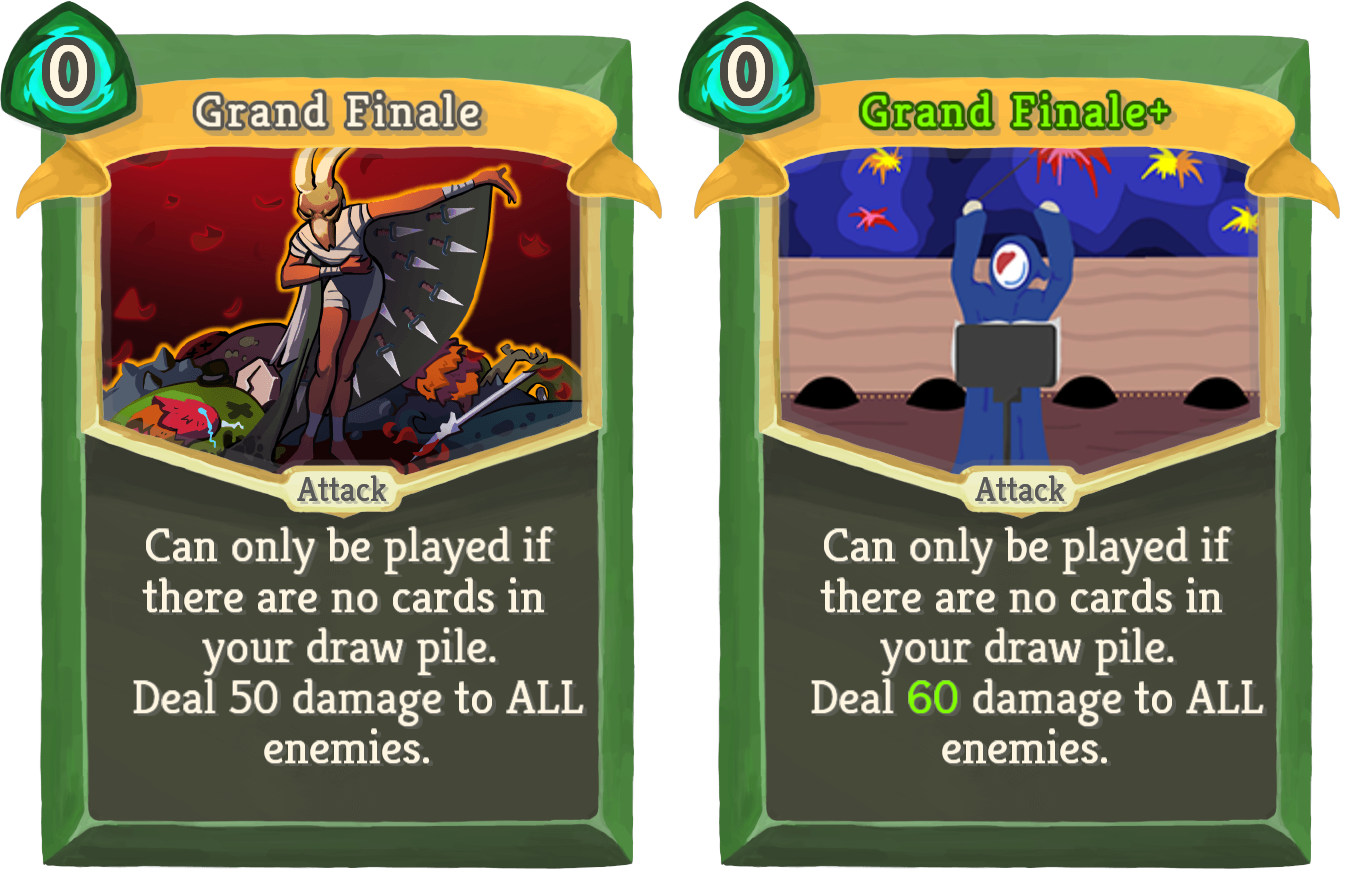 0
Grand Finale
Attack
Can only be played if
there are no cards in
your draw pile.
Deal 50 damage to ALL
enemies.
0
Grand Finale+
Attack
Can only be played if
there are no cards in
your draw pile.
Deal 60 damage to ALL
enemies.